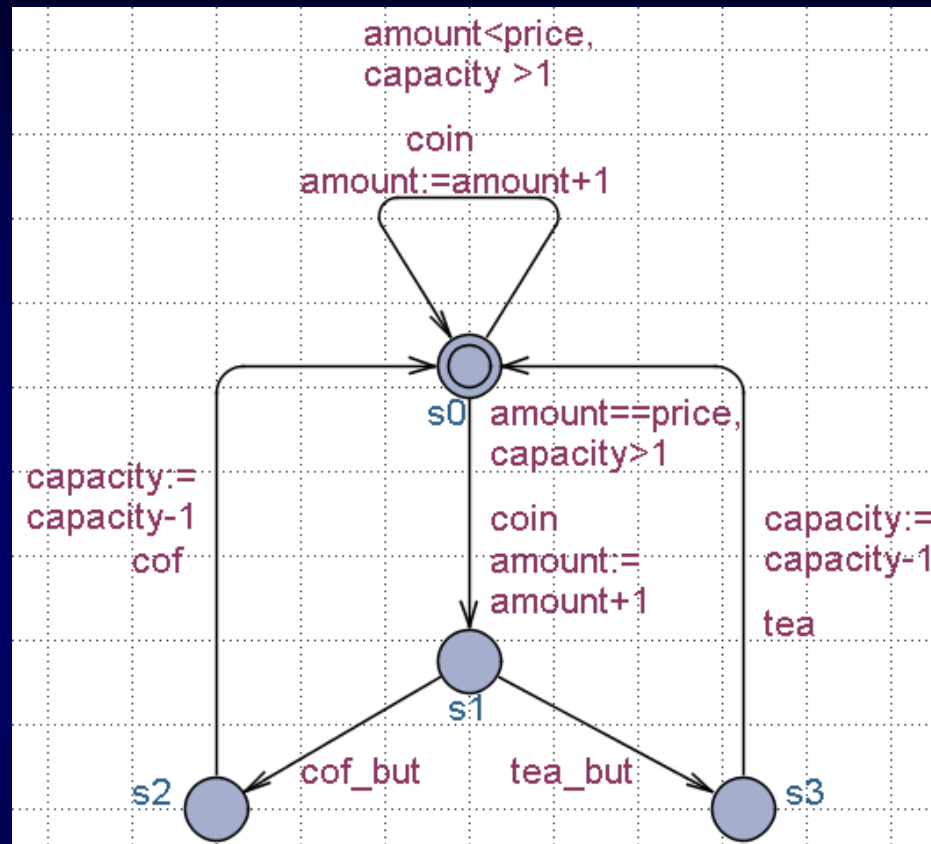 amount<price,
capacity >1
coin
amount:=amount+1
s0
amount==price,
capacity>1
capacity:=
capacity-1
cof
coin
amount:=
amount+1
capacity:=
capacity-1
tea
s1
cof_but
tea_but
s2
s3